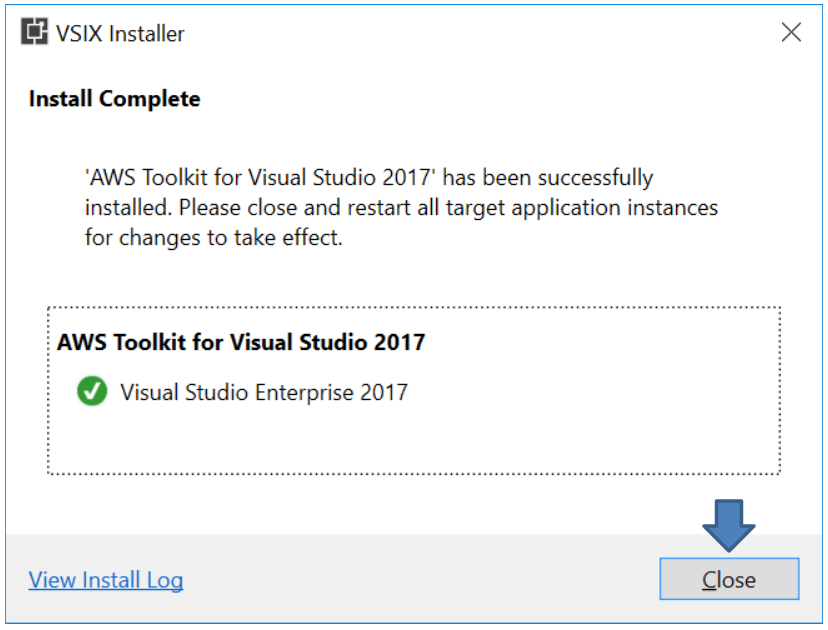 VSIX Installer
Install Complete
'AWS Toolkit for Visual Studio 2017' has been successfully
installed. Please close and restart all target application instances
for changes to take effect.
AWS Toolkit for Visual Studio 2017
Visual Studio Enterprise 2017
View Install Log
Close